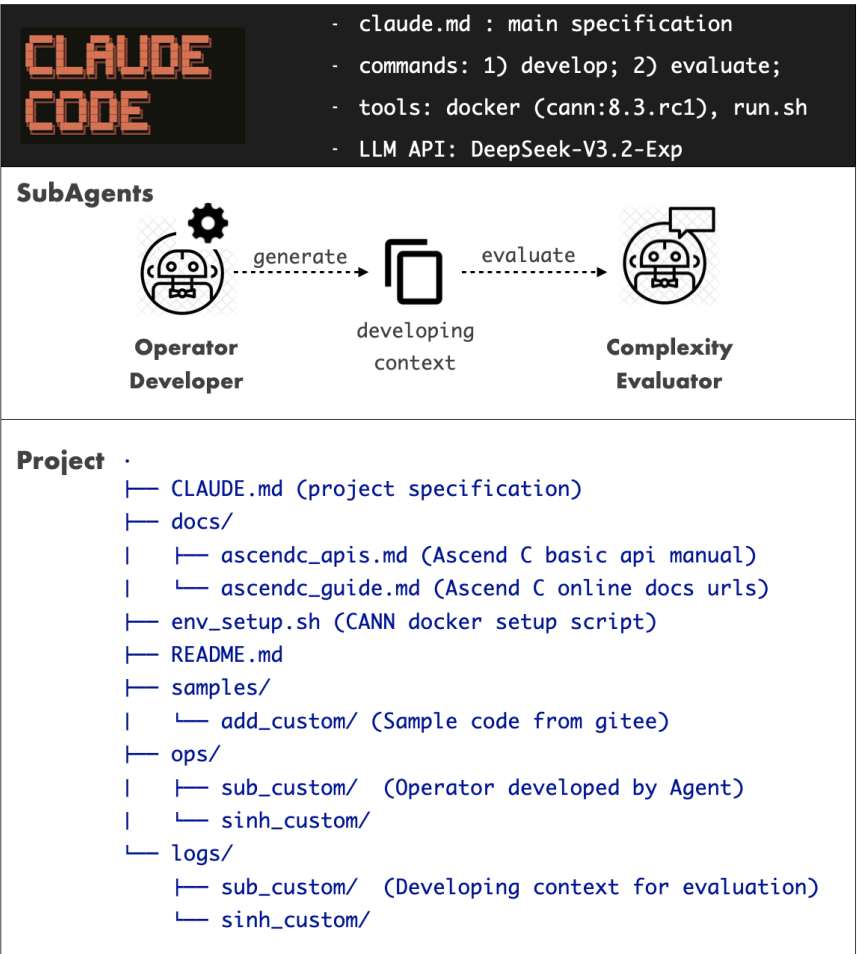 CLAUDE
CODE
- claude.md : main specification
- commands: 1) develop; 2) evaluate;
- tools: docker (cann:8.3.rc1), run.sh
- LLM API: DeepSeek-V3.2-Exp
SubAgents
generate
evaluate
developing
context
Operator
Developer
Complexity
Evaluator
Project .
├── CLAUDE.md (project specification)
├── docs/
|   ├── ascendc_apis.md (Ascend C basic api manual)
|   └── ascendc_guide.md (Ascend C online docs urls)
├── env_setup.sh (CANN docker setup script)
├── README.md
├── samples/
|   └── add_custom/ (Sample code from gitee)
├── ops/
|   ├── sub_custom/  (Operator developed by Agent)
|   └── sinh_custom/
└── logs/
    ├── sub_custom/  (Developing context for evaluation)
    └── sinh_custom/